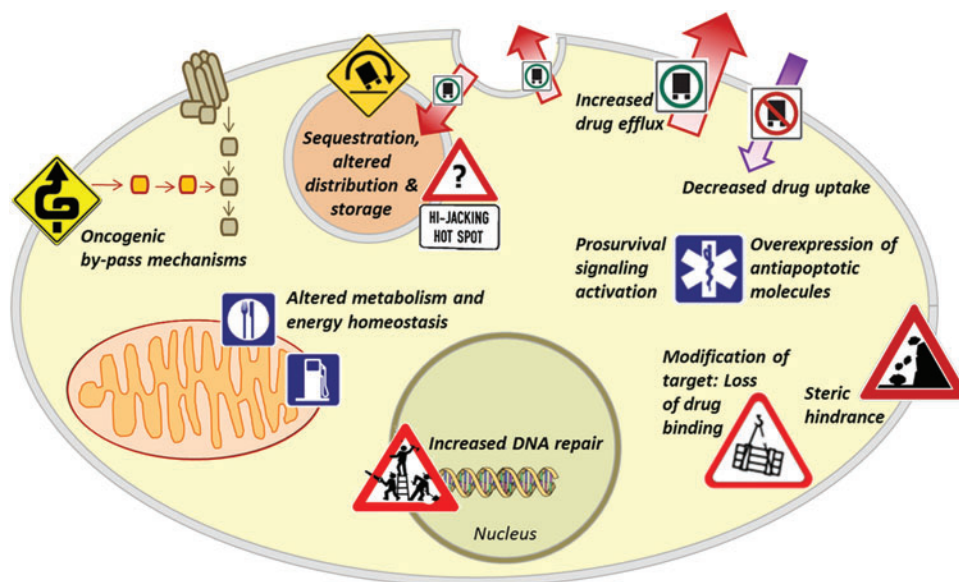 Sequestration,
altered
distribution &
storage
?
HI-JACKING
HOT SPOT
Increased
drug efflux
Decreased drug uptake
Oncogenic
by-pass mechanisms
Prosurvival
signaling
activation
Overexpression of
antiapoptotic
molecules
Altered metabolism and
energy homeostasis
Modification of
target: Loss
of drug
binding
Steric
hindrance
Increased DNA repair
Nucleus